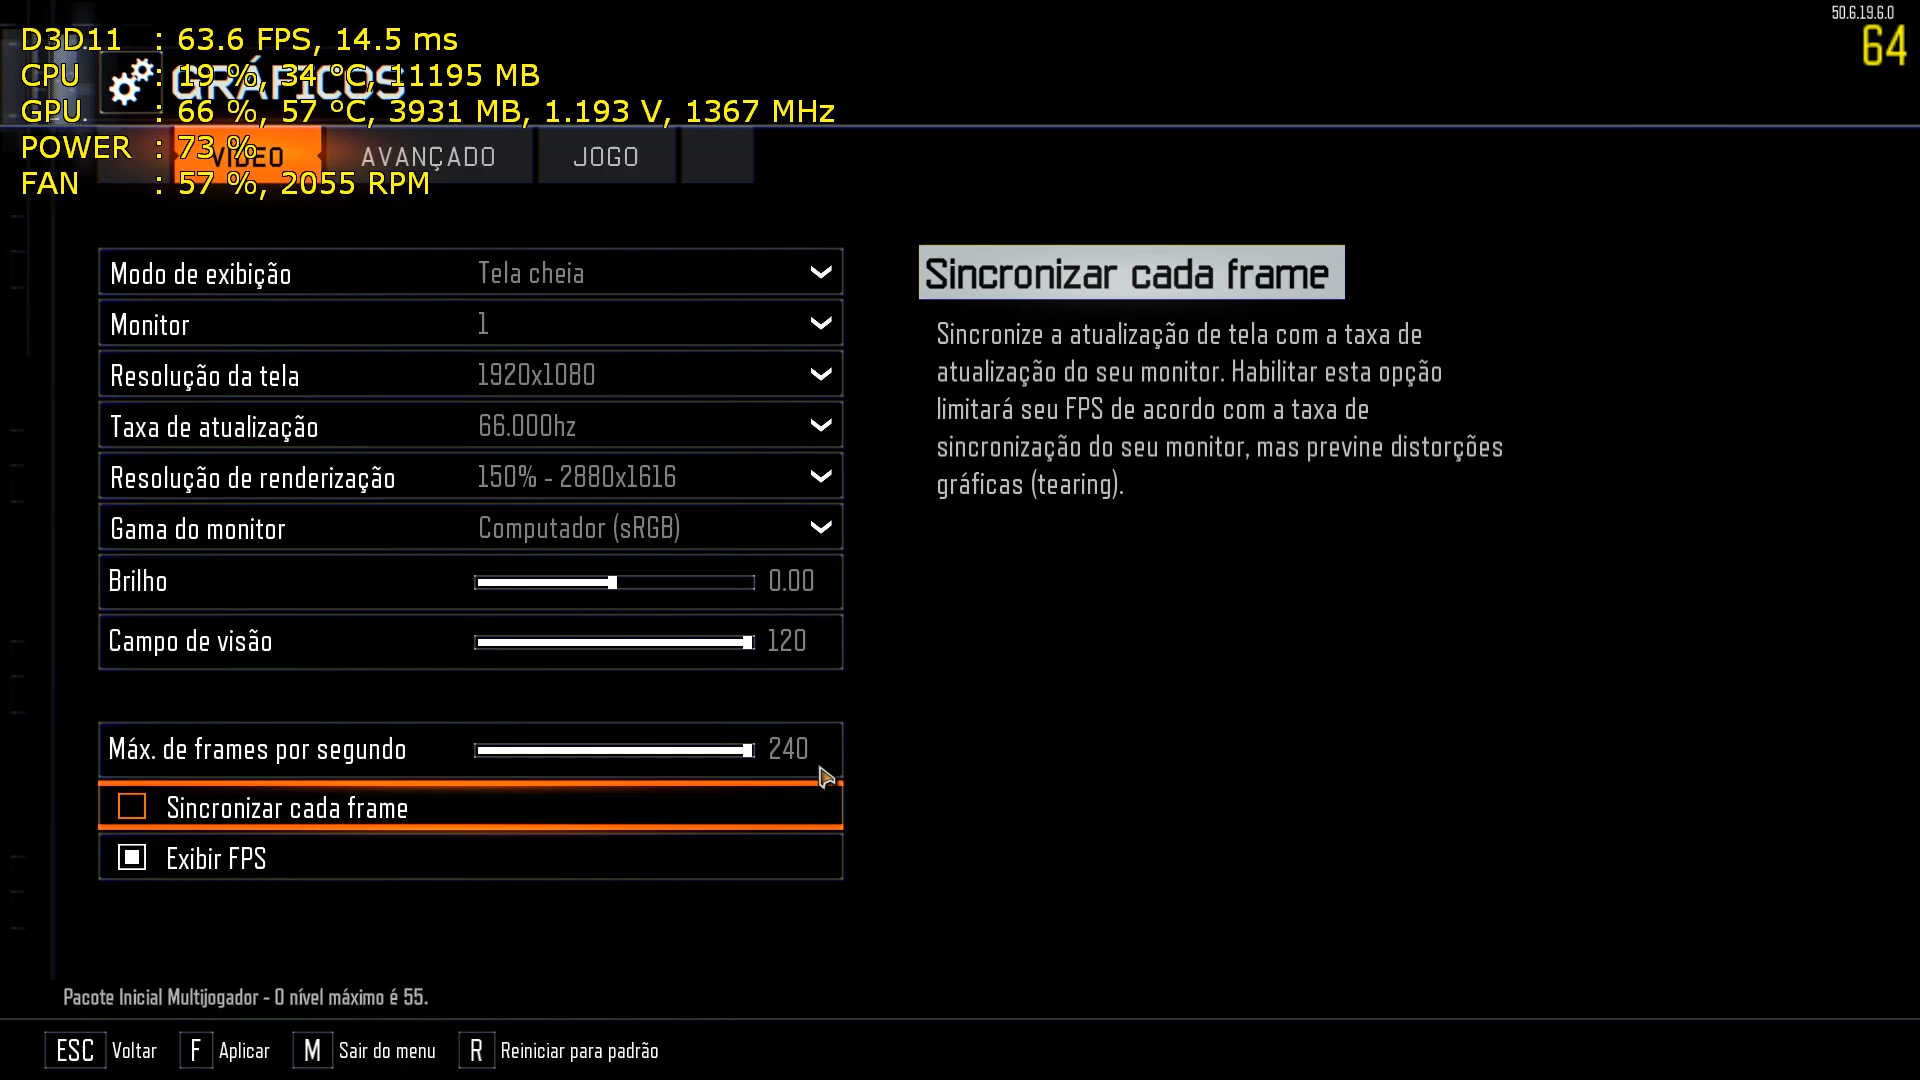 50.6.19.6.0
64
D3D11 : 63.6 FPS, 14.5 ms
CPU : 19 %, 34 °C, 11195 MB
GRÁFICOS
GPU : 66 %, 57 °C, 3931 MB, 1.193 V, 1367 MHz
POWER : 73 %
VÍDEO AVANÇADO JOGO
FAN : 57 %, 2055 RPM
Modo de exibição Tela cheia
Monitor 1
Resolução da tela 1920x1080
Taxa de atualização 66.000hz
Resolução de renderização 150% - 2880x1616
Gama do monitor Computador (sRGB)
Brilho 0.00
Campo de visão 120
Máx. de frames por segundo 240
Sincronizar cada frame
Exibir FPS
Sincronizar cada frame
Sincronize a atualização de tela com a taxa de
atualização do seu monitor. Habilitar esta opção
limitará seu FPS de acordo com a taxa de
sincronização do seu monitor, mas previne distorções
gráficas (tearing).
Pacote Inicial Multijogador - O nível máximo é 55.
ESC Voltar F Aplicar M Sair do menu R Reiniciar para padrão